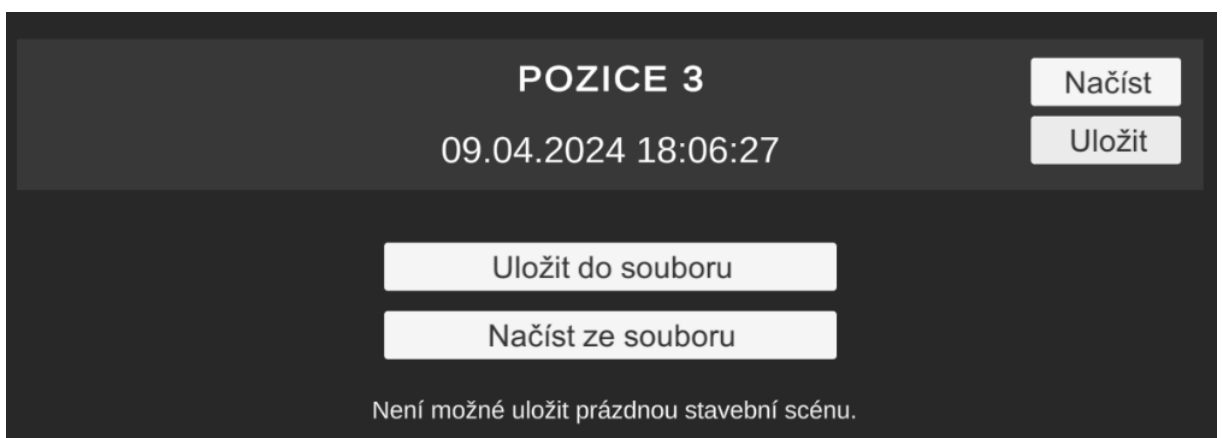 POZICE 3
09.04.2024 18:06:27
Načíst
Uložit
Uložit do souboru
Načíst ze souboru
Není možné uložit prázdnou stavební scénu.